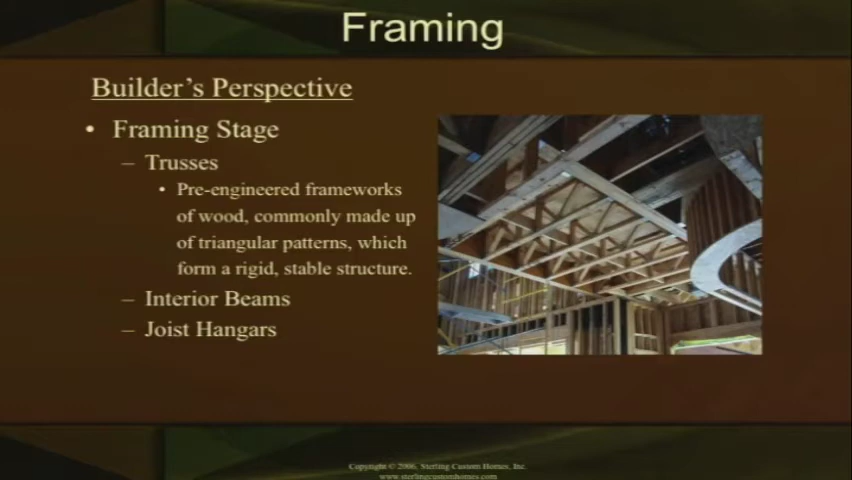 Framing
Builder's Perspective
• Framing Stage
– Trusses
• Pre-engineered frameworks
of wood, commonly made up
of triangular patterns, which
form a rigid, stable structure.
– Interior Beams
– Joist Hangars
Copyright © 2006, Sterling Custom Homes, Inc.
www.sterlingcustomhomes.com